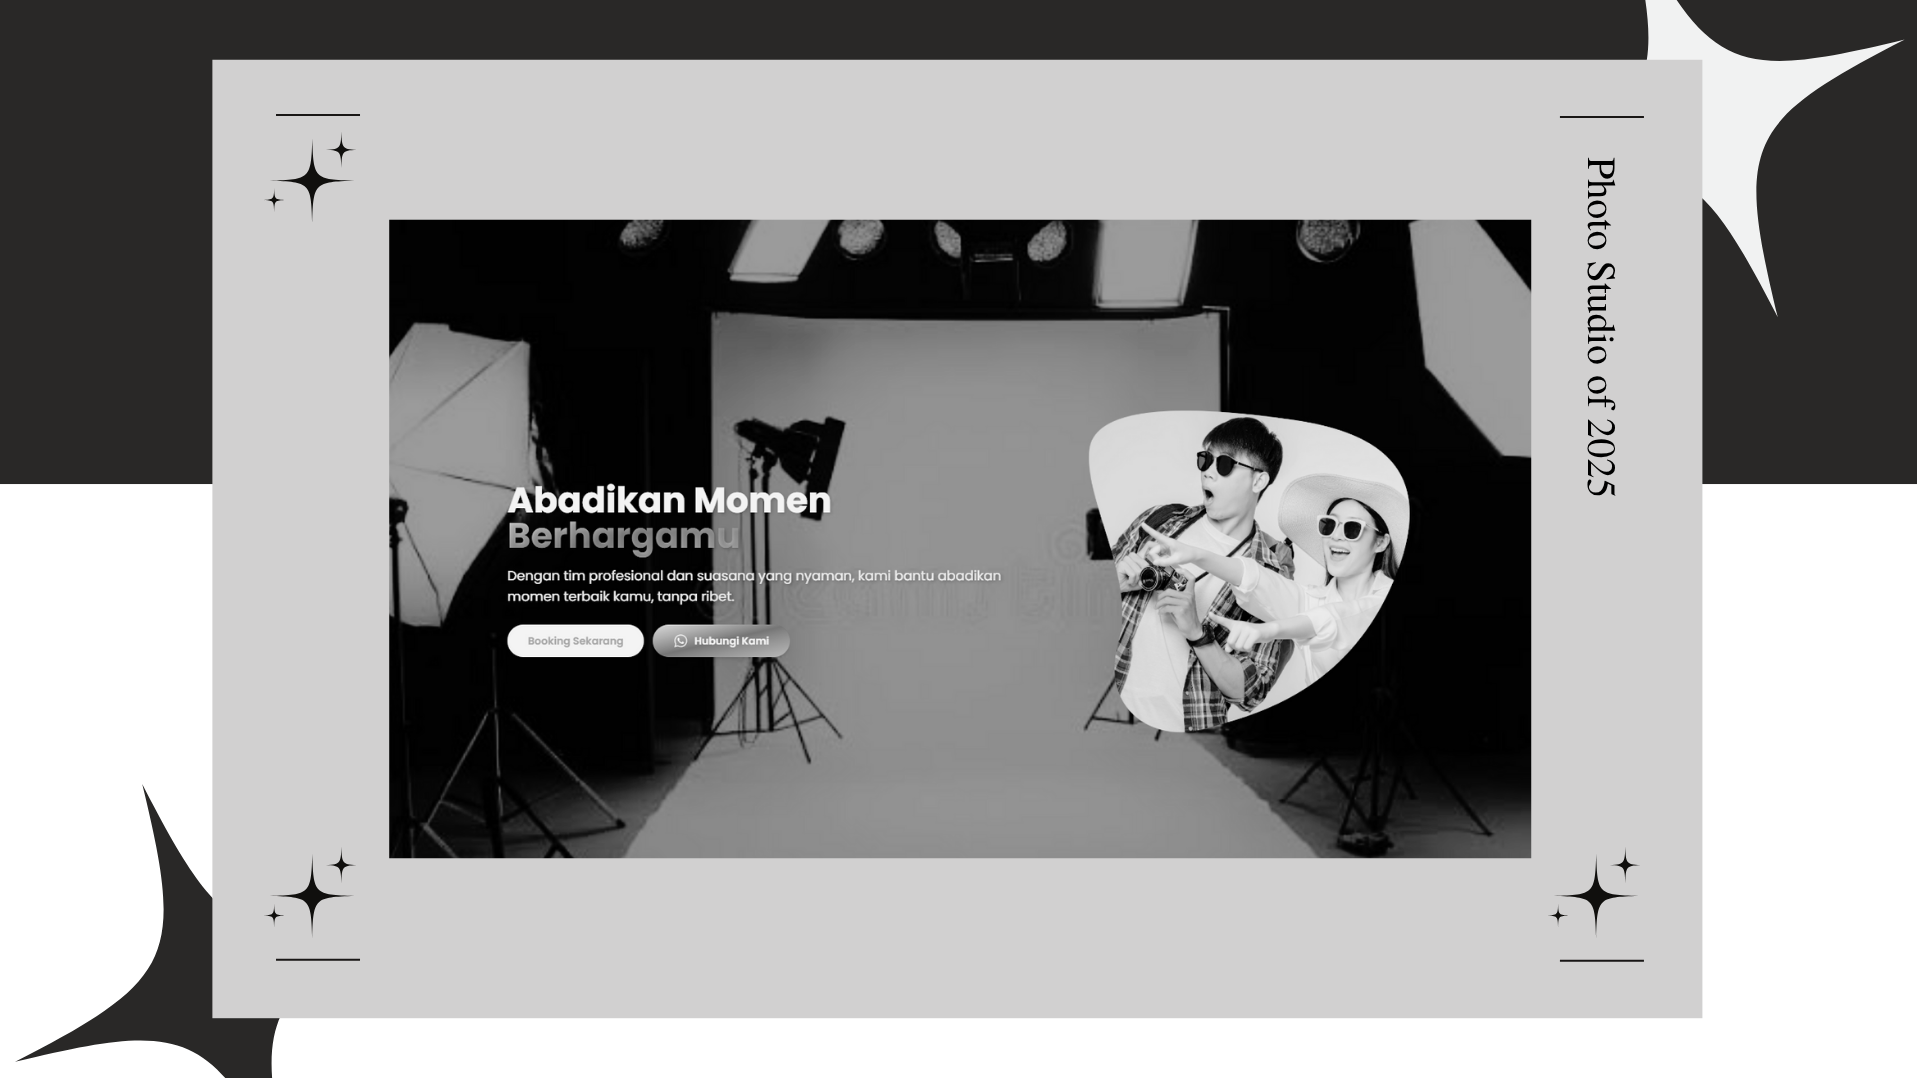 Abadikan Momen
Berhargamu
Dengan tim profesional dan suasana yang nyaman, kami bantu abadikan
momen terbaik kamu, tanpa ribet.
Booking Sekarang
Hubungi Kami
Photo Studio of 2025